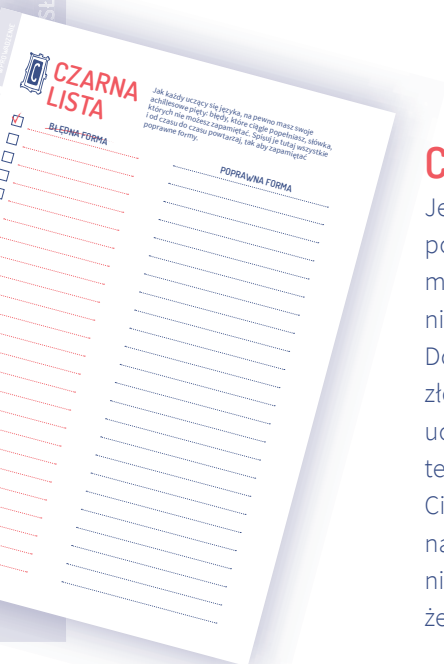 C
CZARNA
LISTA
Jak każdy uczący się języka, na pewno masz swoje
achillesowe pięty: błędy, które ciągle popełniasz, słówka,
których nie możesz zapamiętać. Spisuj je tutaj wszystkie
i od czasu do czasu powtarzaj, tak aby zapamiętać
poprawne formy.
BŁĘDNA FORMA
POPRAWNA FORMA
C
Je
po
m
ni
Do
zł
uc
te
Ci
na
ni
że